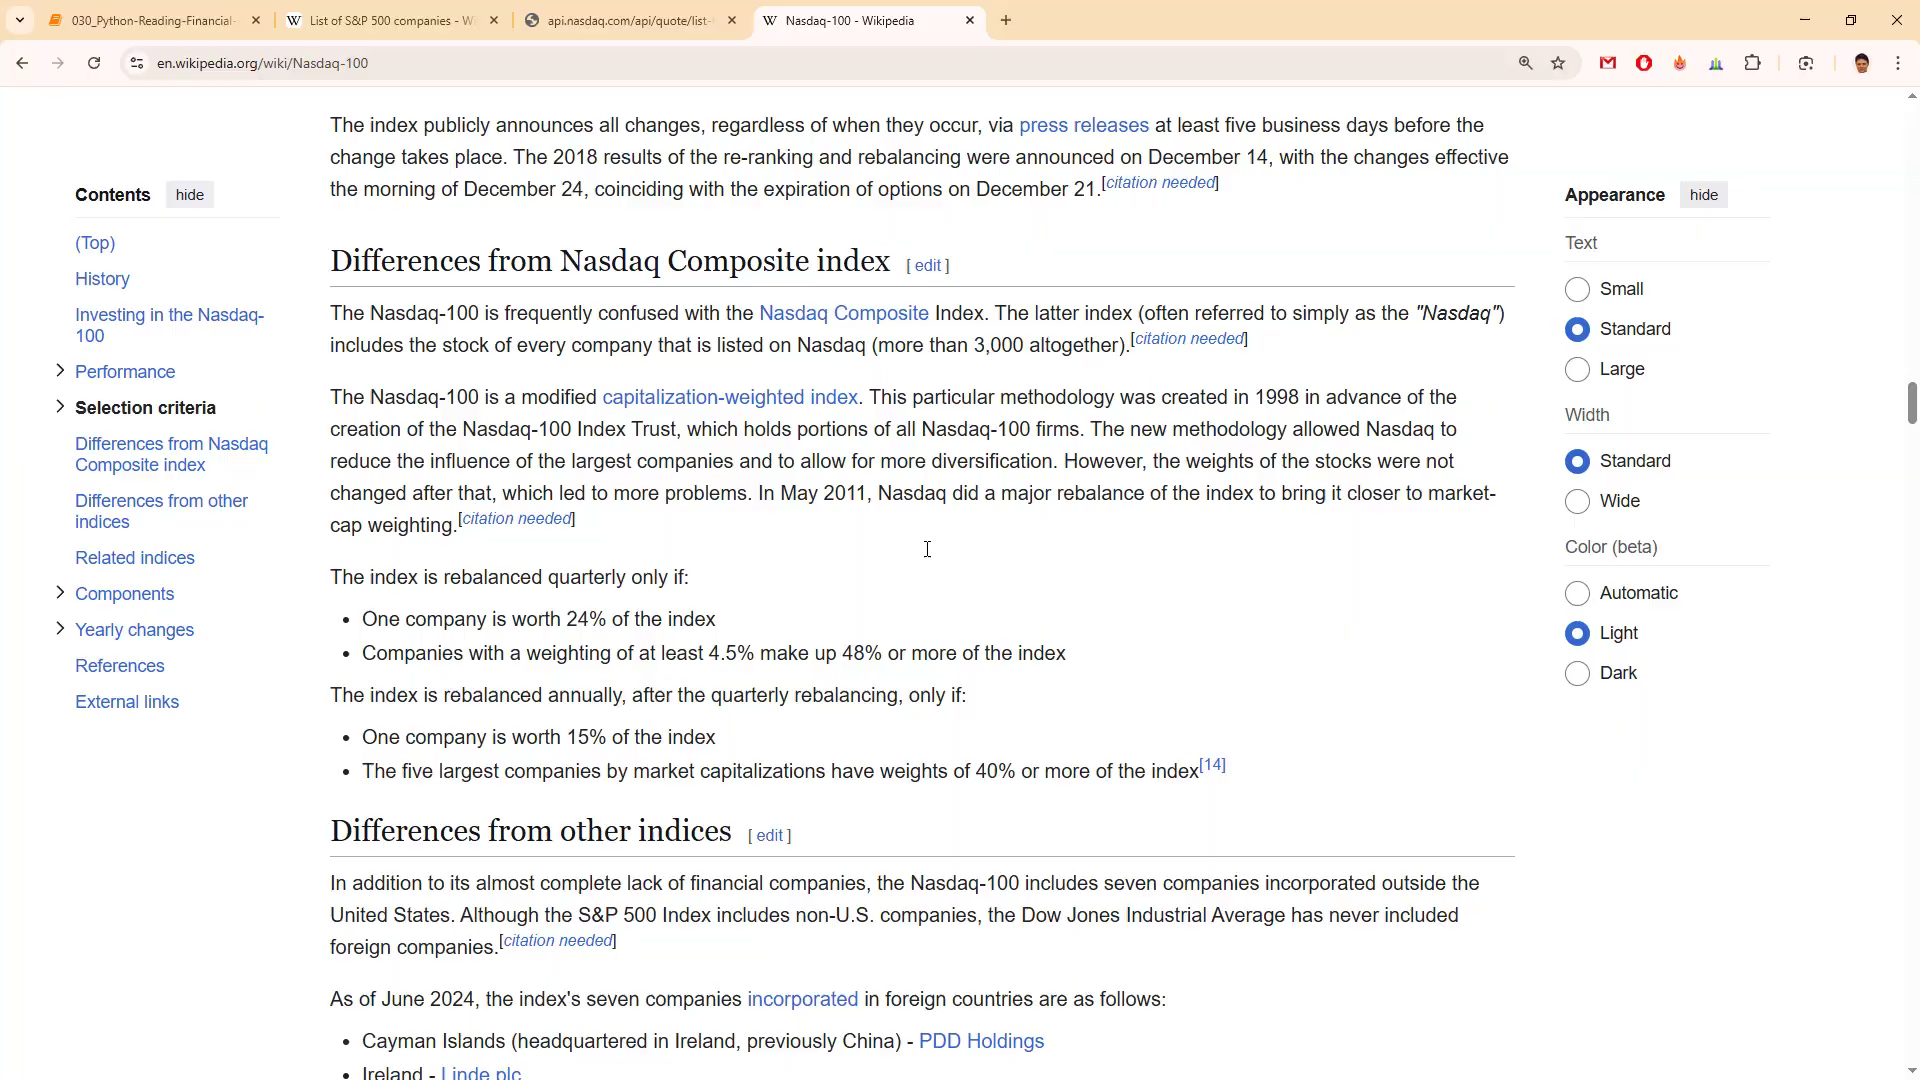 030_Python-Reading-Financial-
List of S&P 500 companies - W
api.nasdaq.com/api/quote/list-
Nasdaq-100 - Wikipedia
en.wikipedia.org/wiki/Nasdaq-100
The index publicly announces all changes, regardless of when they occur, via press releases at least five business days before the
change takes place. The 2018 results of the re-ranking and rebalancing were announced on December 14, with the changes effective
the morning of December 24, coinciding with the expiration of options on December 21.[citation needed]
Contents hide
(Top)
History
Investing in the Nasdaq-
100
Performance
Selection criteria
Differences from Nasdaq
Composite index
Differences from other
indices
Related indices
Components
Yearly changes
References
External links
Differences from Nasdaq Composite index [ edit ]
The Nasdaq-100 is frequently confused with the Nasdaq Composite Index. The latter index (often referred to simply as the "Nasdaq")
includes the stock of every company that is listed on Nasdaq (more than 3,000 altogether).[citation needed]
The Nasdaq-100 is a modified capitalization-weighted index. This particular methodology was created in 1998 in advance of the
creation of the Nasdaq-100 Index Trust, which holds portions of all Nasdaq-100 firms. The new methodology allowed Nasdaq to
reduce the influence of the largest companies and to allow for more diversification. However, the weights of the stocks were not
changed after that, which led to more problems. In May 2011, Nasdaq did a major rebalance of the index to bring it closer to market-
cap weighting.[citation needed]
The index is rebalanced quarterly only if:
• One company is worth 24% of the index
• Companies with a weighting of at least 4.5% make up 48% or more of the index
The index is rebalanced annually, after the quarterly rebalancing, only if:
• One company is worth 15% of the index
• The five largest companies by market capitalizations have weights of 40% or more of the index[14]
Differences from other indices [ edit ]
In addition to its almost complete lack of financial companies, the Nasdaq-100 includes seven companies incorporated outside the
United States. Although the S&P 500 Index includes non-U.S. companies, the Dow Jones Industrial Average has never included
foreign companies.[citation needed]
As of June 2024, the index's seven companies incorporated in foreign countries are as follows:
• Cayman Islands (headquartered in Ireland, previously China) - PDD Holdings
• Ireland - Linde plc
Appearance hide
Text
Small
Standard
Large
Width
Standard
Wide
Color (beta)
Automatic
Light
Dark